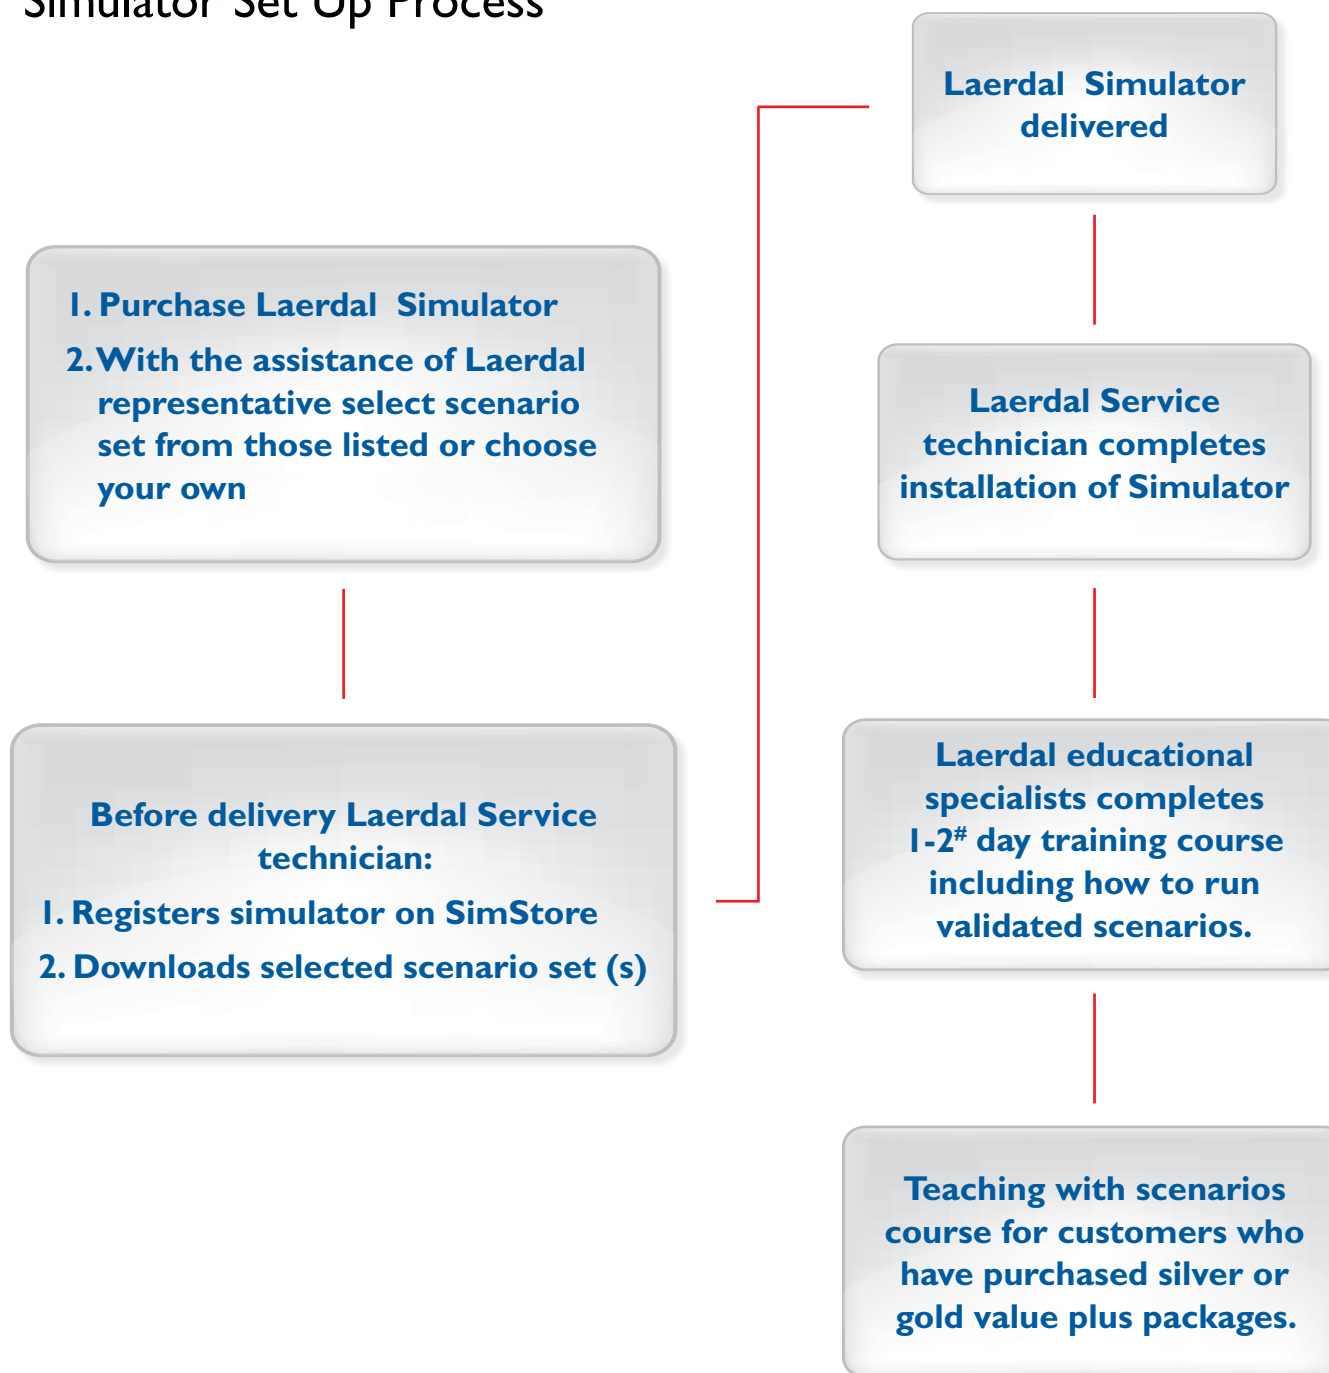 Simulator Set Up Process
1. Purchase Laerdal Simulator
2. With the assistance of Laerdal
representative select scenario
set from those listed or choose
your own
Before delivery Laerdal Service
technician:
1. Registers simulator on SimStore
2. Downloads selected scenario set (s)
Laerdal Simulator
delivered
Laerdal Service
technician completes
installation of Simulator
Laerdal educational
specialists completes
1-2# day training course
including how to run
validated scenarios.
Teaching with scenarios
course for customers who
have purchased silver or
gold value plus packages.